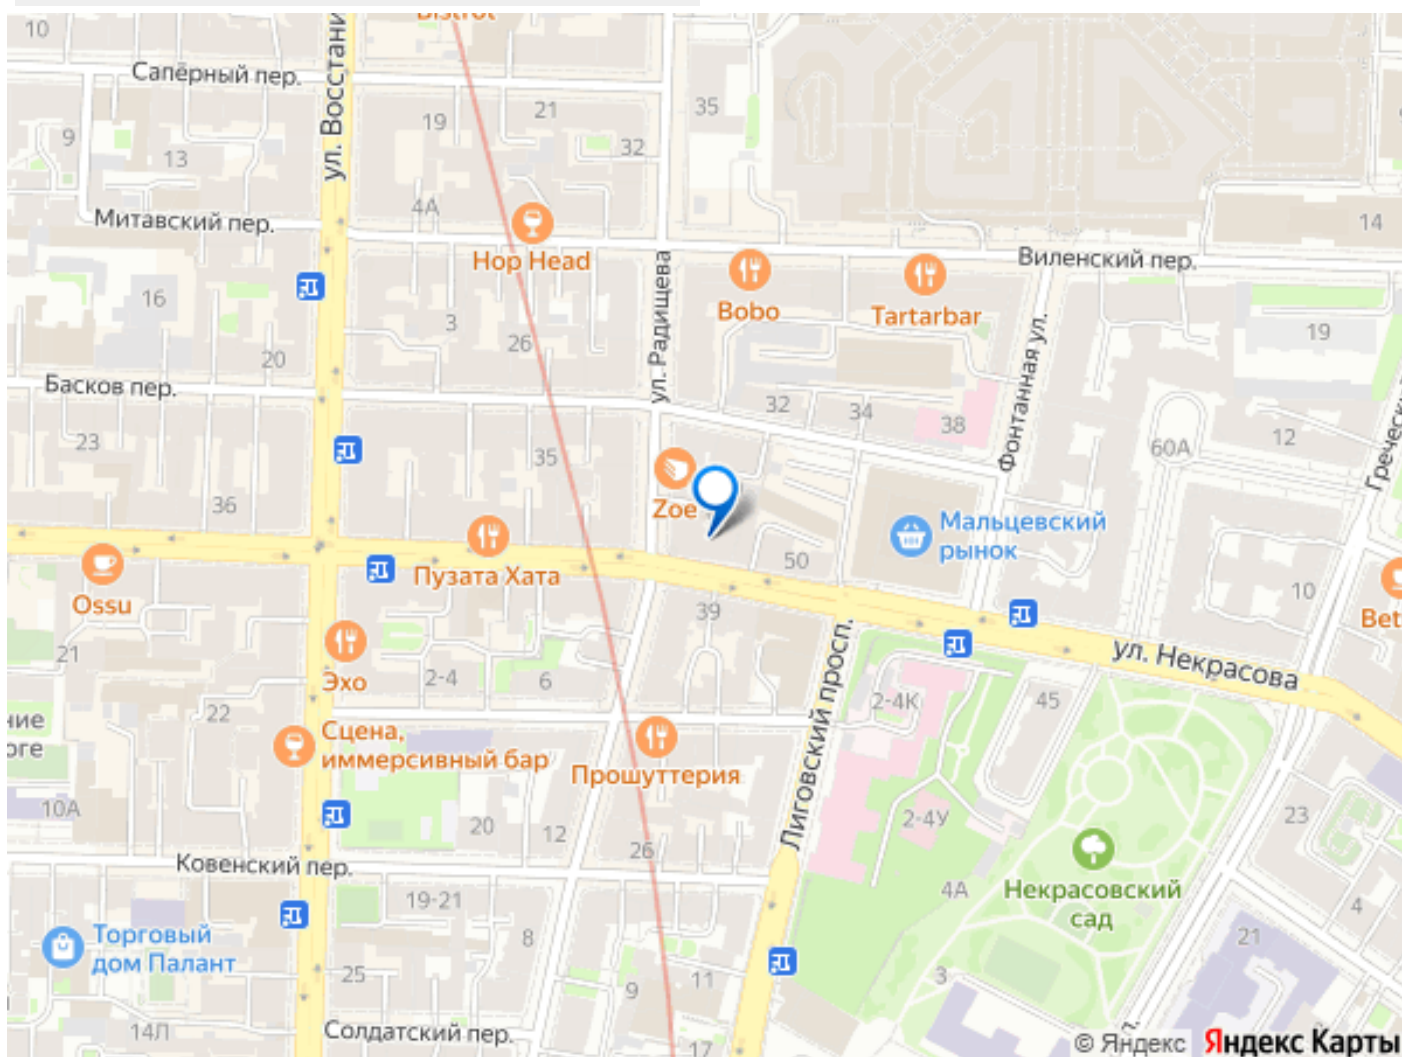 Bistrot
10
Сапёрный пер.
ул. Восстани
21
19
35
9
13
32
4А
Митавский пер.
14
Hop Head
Виленский пер.
ул. Радищева
Bobo
Tartarbar
16
3
26
20
19
Фонтанная ул.
Басков пер.
32
34
38
23
35
12
60А
Греческий
36
Zoe
Мальцевский
рынок
Пузата Хата
50
Ossu
10
39
Bet
21
Эхо
2-4
6
ул. Некрасова
Лиговский просп.
2-4К
45
22
ние
оге
Сцена,
иммерсивный бар
Прошуттерия
10А
20
12
26
2-4У
23
Ковенский пер.
Некрасовский
сад
4А
19-21
4
8
Торговый
дом Палант
21
25
9
11
3
14Л
Солдатский пер.
17
© Яндекс
Яндекс Карты